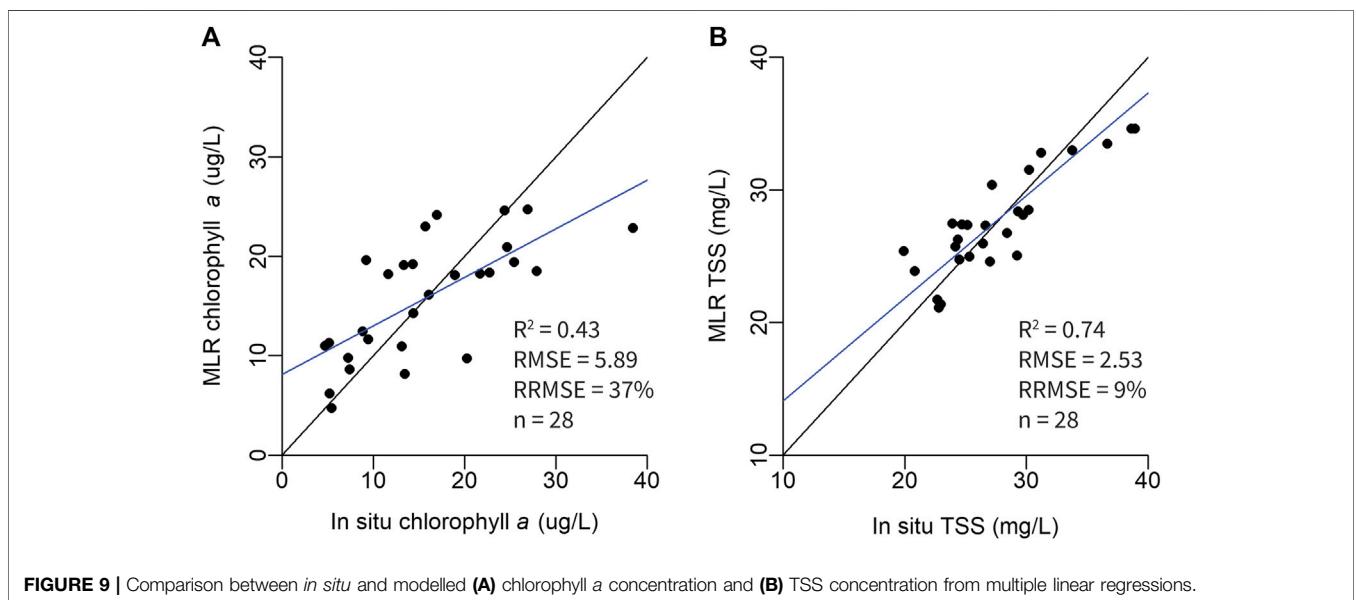 A
B
40
30
20
10
0
MLR chlorophyll a (ug/L)
R² = 0.43
RMSE = 5.89
RRMSE = 37%
n = 28
0 10 20 30 40
In situ chlorophyll a (ug/L)
40
30
20
10
MLR TSS (mg/L)
R² = 0.74
RMSE = 2.53
RRMSE = 9%
n = 28
10 20 30 40
In situ TSS (mg/L)
FIGURE 9 | Comparison between in situ and modelled (A) chlorophyll a concentration and (B) TSS concentration from multiple linear regressions.